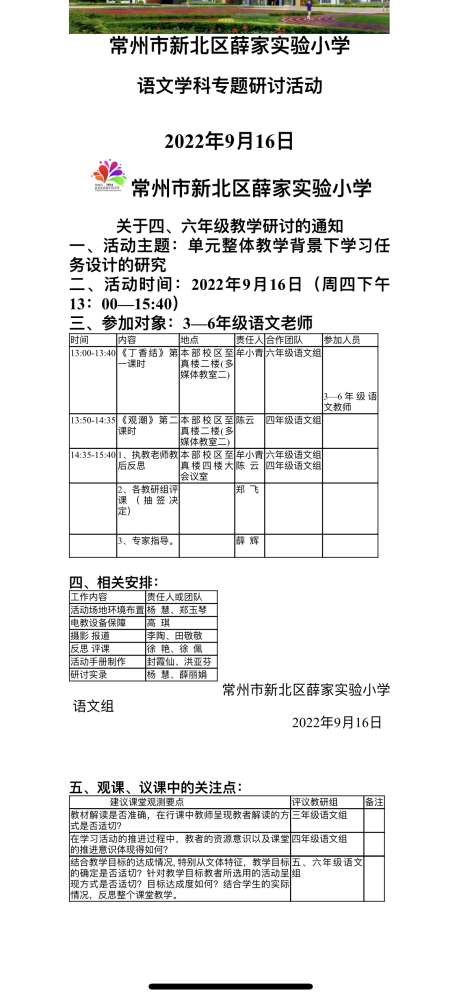 常州市新北区薛家实验小学
语文学科专题研讨活动
2022年9月16日
常州市新北区薛家实验小学
关于四、六年级教学研讨的通知
一、活动主题：单元整体教学背景下学习任
务设计的研究
二、活动时间：2022年9月16日（周四下午
13：00—15:40）
三、参加对象：3—6年级语文老师
时间 内容 地点 责任人 合作团队 参加人员
13:00-13:40 《丁香结》第 本部校区至 牟小青 六年级语文组
一课时 真楼二楼(多
媒体教室二)
3—6年级语
文教师
13:50-14:35 《观潮》第二 本部校区至 陈云 四年级语文组
课时 真楼二楼(多
媒体教室二)
14:35-15:40 1、执教老师教 本部校区至 牟小青 六年级语文组
后反思 真楼四楼大 陈 云 四年级语文组
会议室
2、各教研组评 郑 飞
课（抽签决
定）
3、专家指导。 薛 辉
四、相关安排：
工作内容 责任人或团队
活动场地环境布置 杨 慧、郑玉琴
电教设备保障 高 琪
摄影 报道 李陶、田敬敬
反思 评课 徐 艳、徐 佩
活动手册制作 封霞仙、洪亚芬
研讨实录 杨 慧、薛丽娟
常州市新北区薛家实验小学
语文组
2022年9月16日
五、观课、议课中的关注点：
建议课堂观测要点 评议教研组 备注
教材解读是否准确，在行课中教师呈现教者解读的方 三年级语文组
式是否适切？
在学习活动的推进过程中，教者的资源意识以及课堂 四年级语文组
的推进意识体现得如何？
结合教学目标的达成情况,特别从文体特征，教学目标 五、六年级语文
的确定是否适切？针对教学目标教者所选用的活动呈 组
现方式是否适切？目标达成度如何？结合学生的实际
情况，反思整个课堂教学。